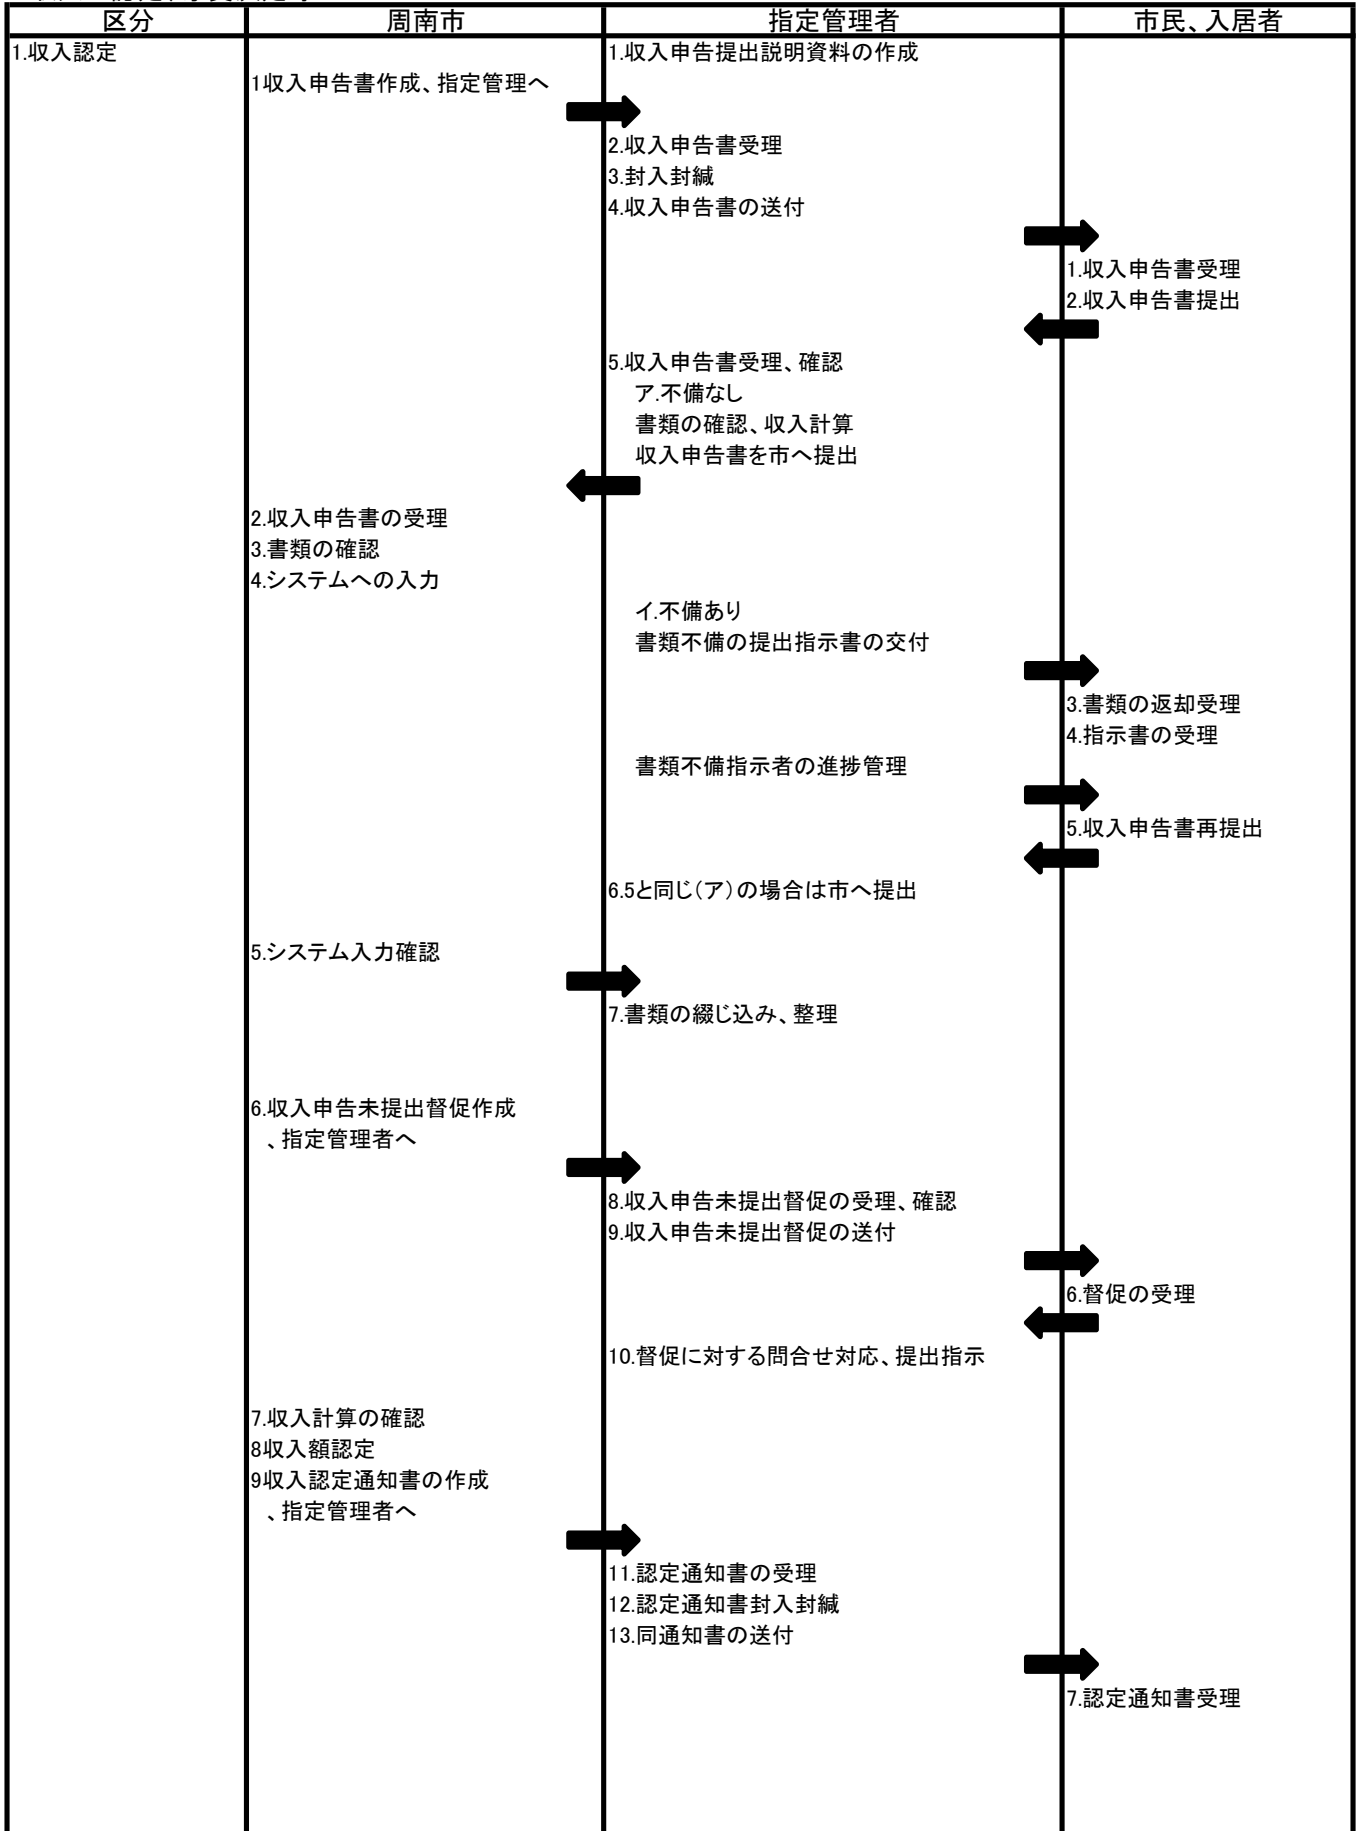 区分 周南市 指定管理者 市民、入居者
1.収入認定 1.収入申告提出説明資料の作成
1収入申告書作成、指定管理へ
2.収入申告書受理
3.封入封緘
4.収入申告書の送付
1.収入申告書受理
2.収入申告書提出
5.収入申告書受理、確認
ア.不備なし
書類の確認、収入計算
収入申告書を市へ提出
2.収入申告書の受理
3.書類の確認
4.システムへの入力
イ.不備あり
書類不備の提出指示書の交付
3.書類の返却受理
4.指示書の受理
書類不備指示者の進捗管理
5.収入申告書再提出
6.5と同じ(ア)の場合は市へ提出
5.システム入力確認
7.書類の綴じ込み、整理
6.収入申告未提出督促作成
、指定管理者へ
8.収入申告未提出督促の受理、確認
9.収入申告未提出督促の送付
6.督促の受理
10.督促に対する問合せ対応、提出指示
7.収入計算の確認
8収入額認定
9収入認定通知書の作成
、指定管理者へ
11.認定通知書の受理
12.認定通知書封入封緘
13.同通知書の送付
7.認定通知書受理